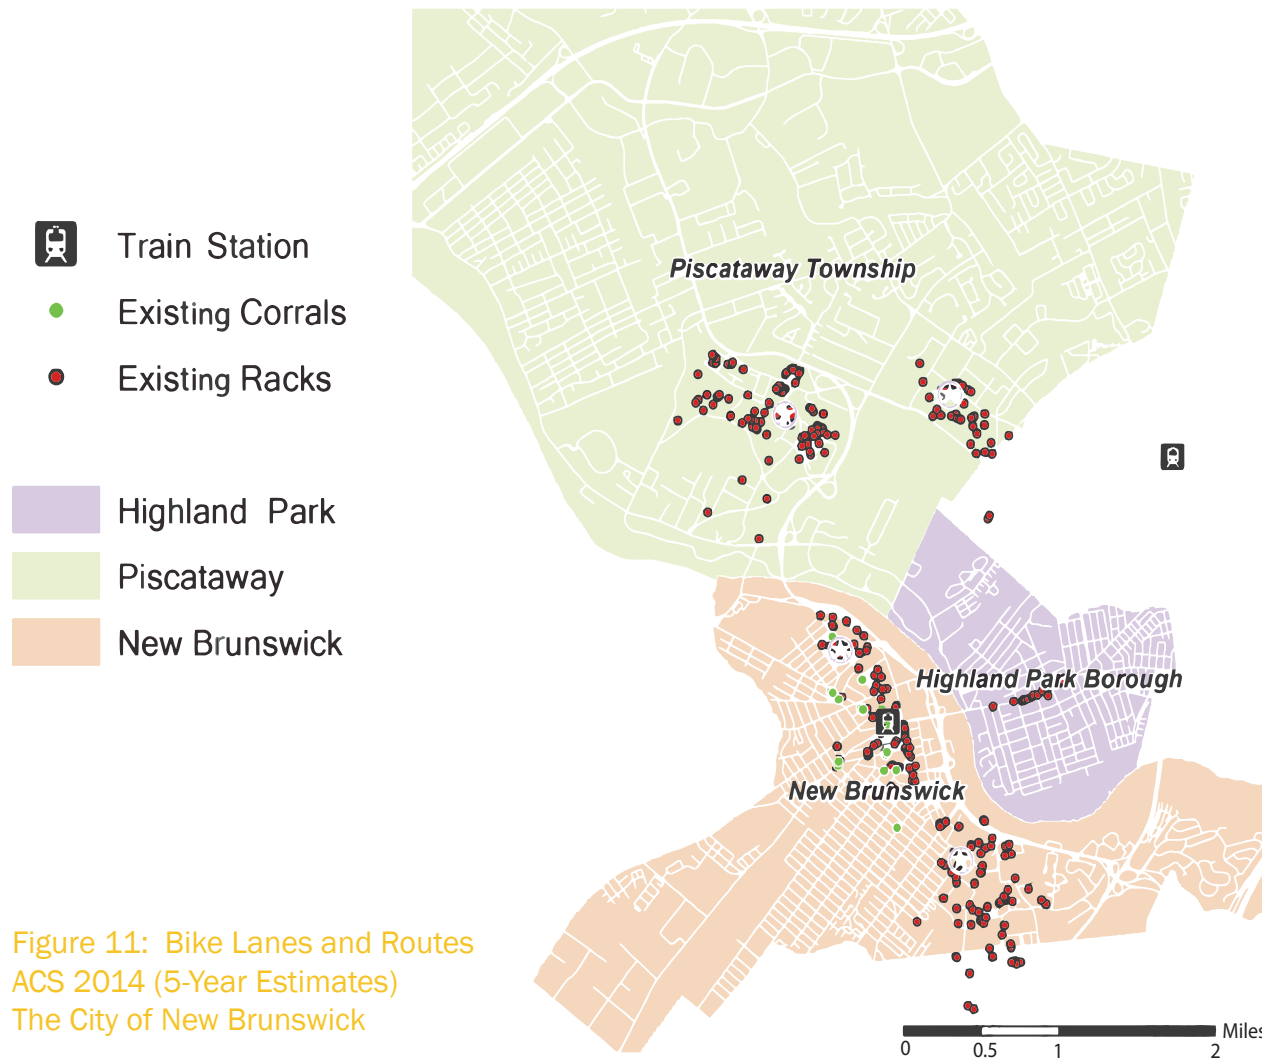 Train Station
Existing Corrals
Existing Racks
Highland Park
Piscataway
New Brunswick
Piscataway Township
Highland Park Borough
New Brunswick
Figure 11: Bike Lanes and Routes
ACS 2014 (5-Year Estimates)
The City of New Brunswick
Miles
0 0.5 1 2